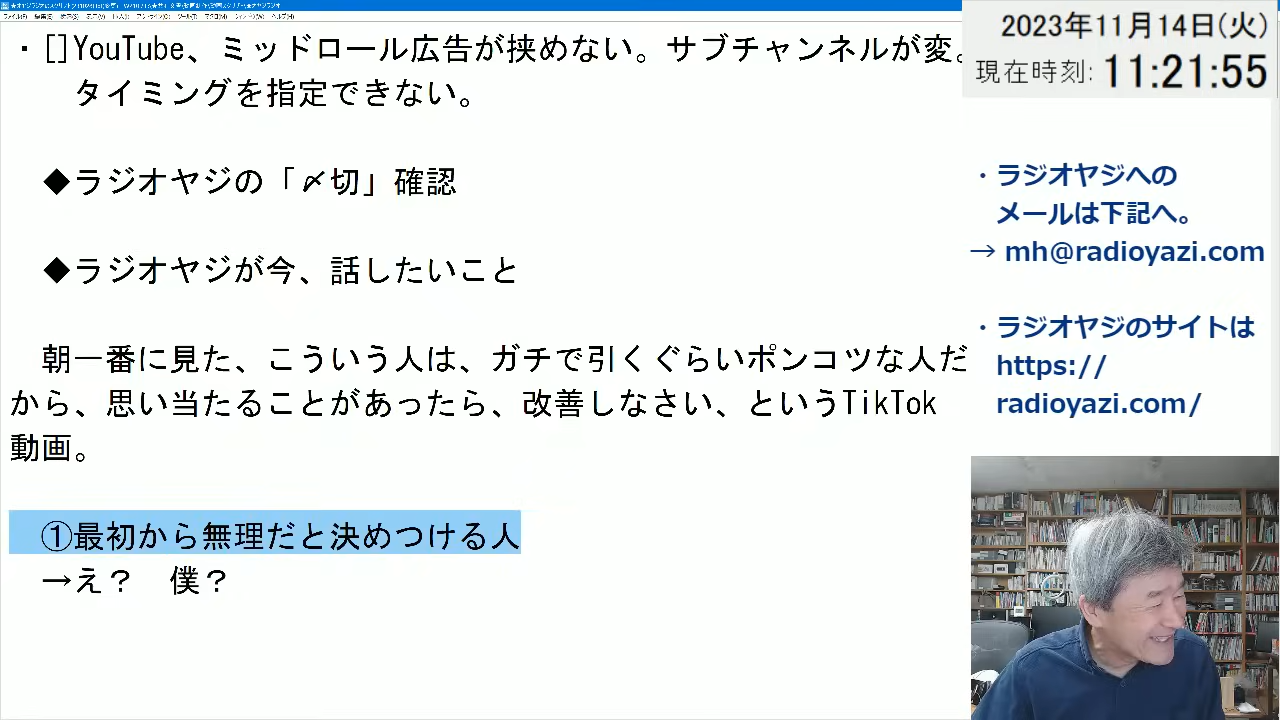 ・[]YouTube、ミッドロール広告が挟めない。サブチャンネルが変。
タイミングを指定できない。
◆ラジオヤジの「〆切」確認
◆ラジオヤジが今、話したいこと
朝一番に見た、こういう人は、ガチで引くぐらいポンコツな人だ
から、思い当たることがあったら、改善しなさい、というTikTok
動画。
①最初から無理だと決めつける人
→え？　僕？
2023年11月14日(火)
現在時刻: 11:21:55
・ラジオヤジへの
メールは下記へ。
→ mh@radioyazi.com
・ラジオヤジのサイトは
https://
radioyazi.com/